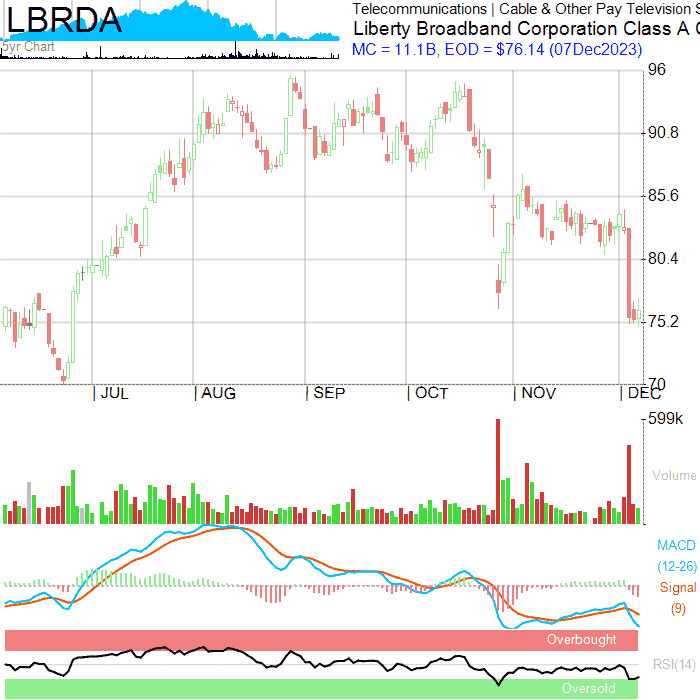 LBRDA
5yr Chart
Telecommunications | Cable & Other Pay Television S
Liberty Broadband Corporation Class A C
MC = 11.1B, EOD = $76.14 (07Dec2023)
96
90.8
85.6
80.4
75.2
70
JUL AUG SEP OCT NOV DEC
599k
Volume
MACD
(12-26)
Signal
(9)
Overbought
RSI(14)
Oversold